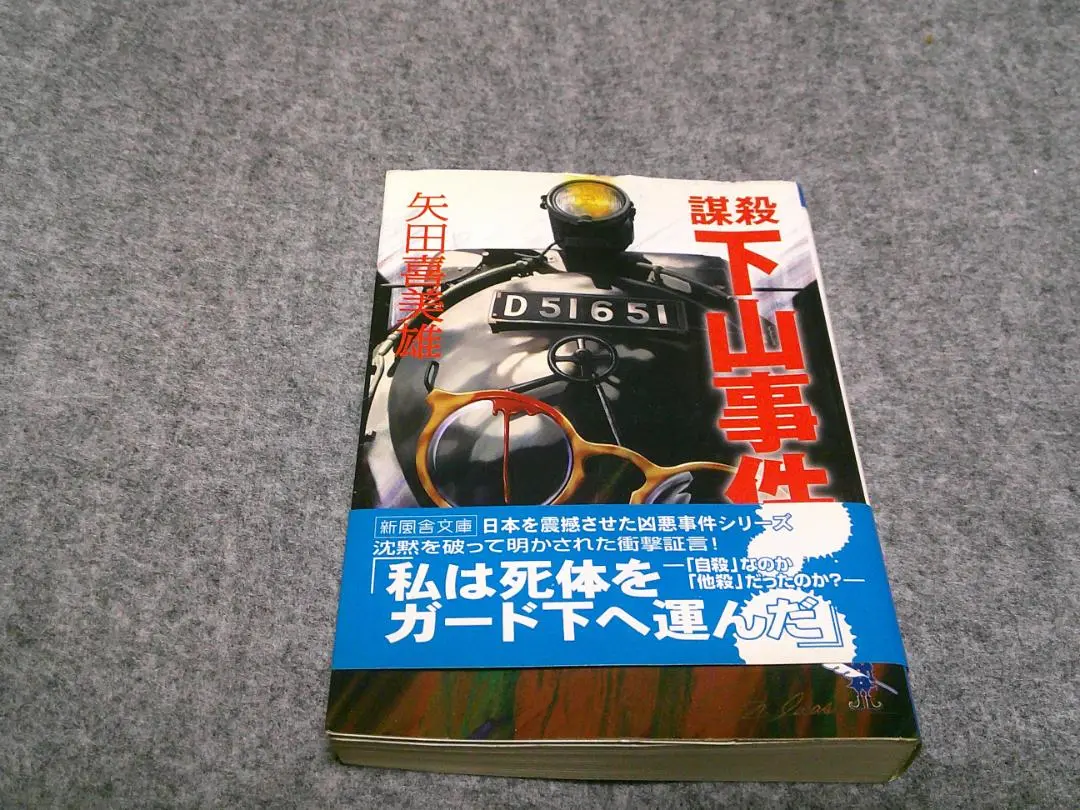 謀殺
下山事件
矢田喜美雄
D51651
新風舎文庫 日本を震撼させた凶悪事件シリーズ
沈黙を破って明かされた衝撃証言!
「私は死体を
ガード下へ運んだ」
―「自殺」なのか
「他殺」だったのか?―